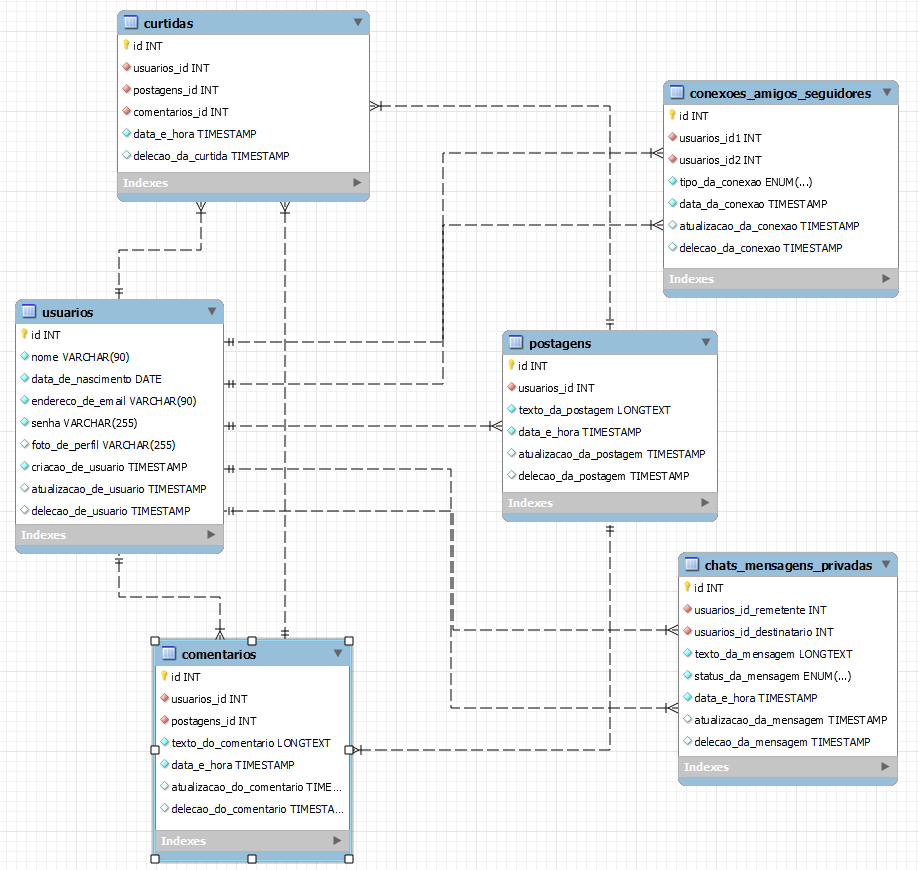 curtidas
id INT
usuarios_id INT
postagens_id INT
comentarios_id INT
data_e_hora TIMESTAMP
delecao_da_curtida TIMESTAMP
Indexes
conexoes_amigos_seguidores
id INT
usuarios_id1 INT
usuarios_id2 INT
tipo_da_conexao ENUM(...)
data_da_conexao TIMESTAMP
atualizacao_da_conexao TIMESTAMP
delecao_da_conexao TIMESTAMP
Indexes
usuarios
id INT
nome VARCHAR(90)
data_de_nascimento DATE
endereco_de_email VARCHAR(90)
senha VARCHAR(255)
foto_de_perfil VARCHAR(255)
criacao_de_usuario TIMESTAMP
atualizacao_de_usuario TIMESTAMP
delecao_de_usuario TIMESTAMP
Indexes
postagens
id INT
usuarios_id INT
texto_da_postagem LONGTEXT
data_e_hora TIMESTAMP
atualizacao_da_postagem TIMESTAMP
delecao_da_postagem TIMESTAMP
Indexes
chats_mensagens_privadas
id INT
usuarios_id_remetente INT
usuarios_id_destinatario INT
texto_da_mensagem LONGTEXT
status_da_mensagem ENUM(...)
data_e_hora TIMESTAMP
atualizacao_da_mensagem TIMESTAMP
delecao_da_mensagem TIMESTAMP
Indexes
comentarios
id INT
usuarios_id INT
postagens_id INT
texto_do_comentario LONGTEXT
data_e_hora TIMESTAMP
atualizacao_do_comentario TIME...
delecao_do_comentario TIMESTA...
Indexes